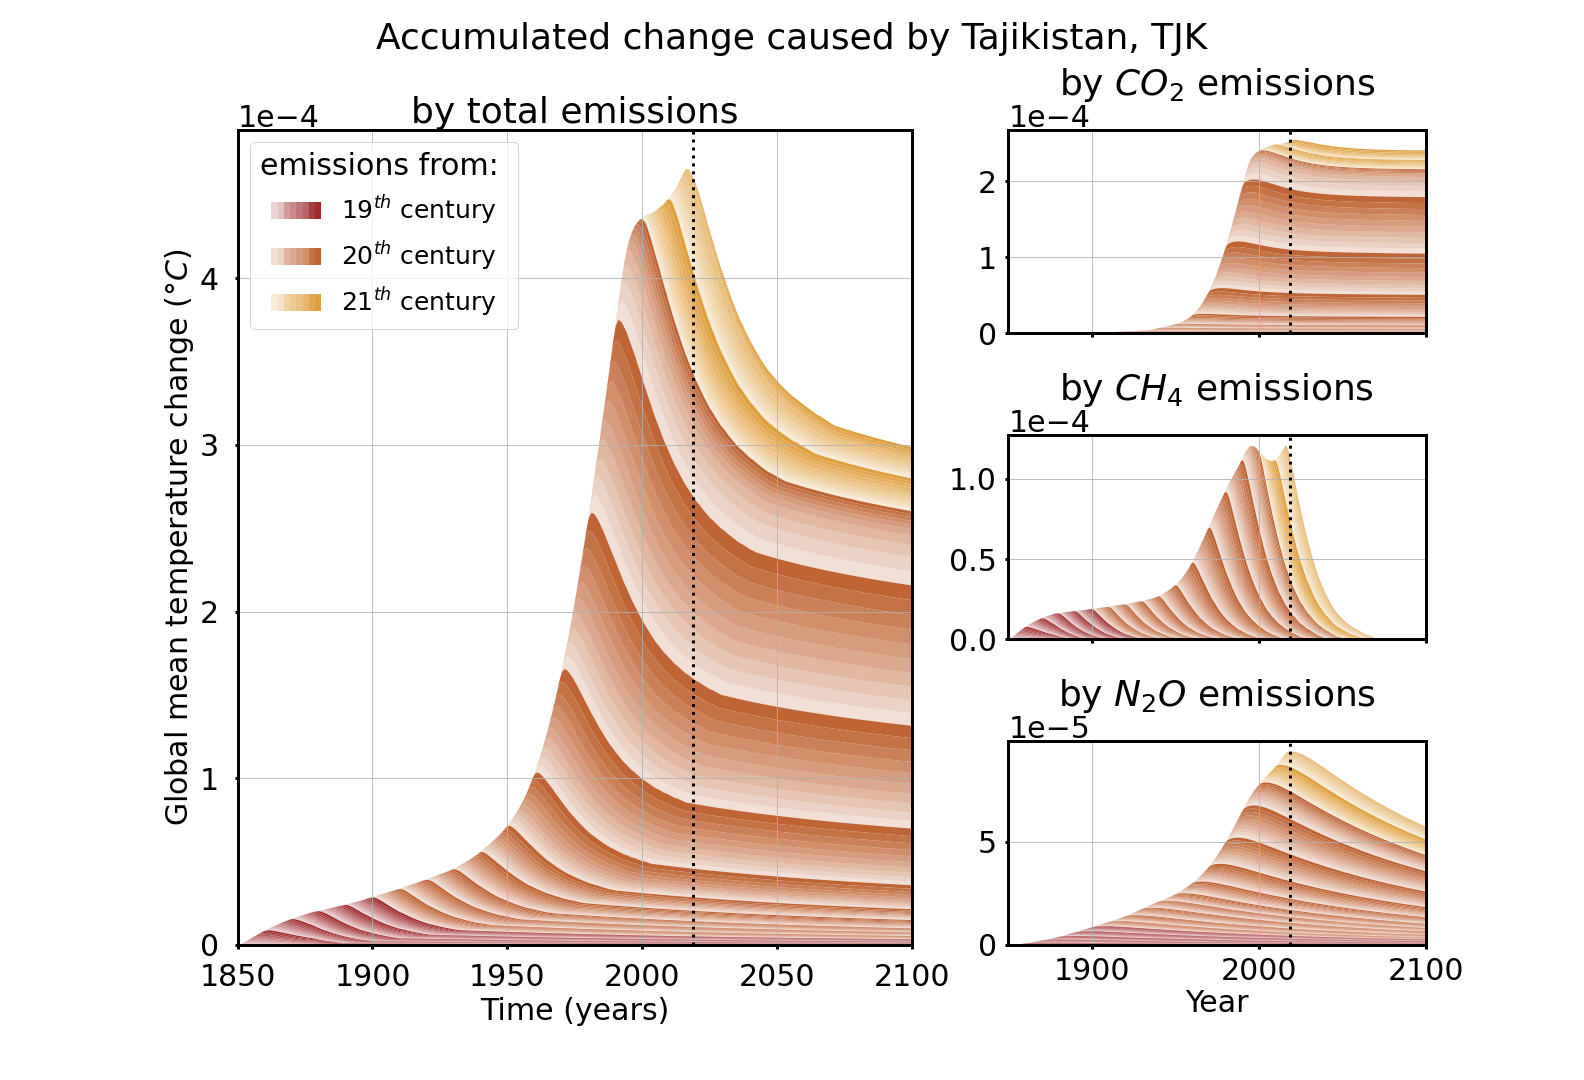 Accumulated change caused by Tajikistan, TJK
by total emissions
1e−4
Global mean temperature change (°C)
4
3
2
1
0
emissions from:
19th century
20th century
21th century
1850 1900 1950 2000 2050 2100
Time (years)
by CO2 emissions
1e−4
2
1
0
by CH4 emissions
1e−4
1.0
0.5
0.0
by N2O emissions
1e−5
5
0
1900 2000 2100
Year